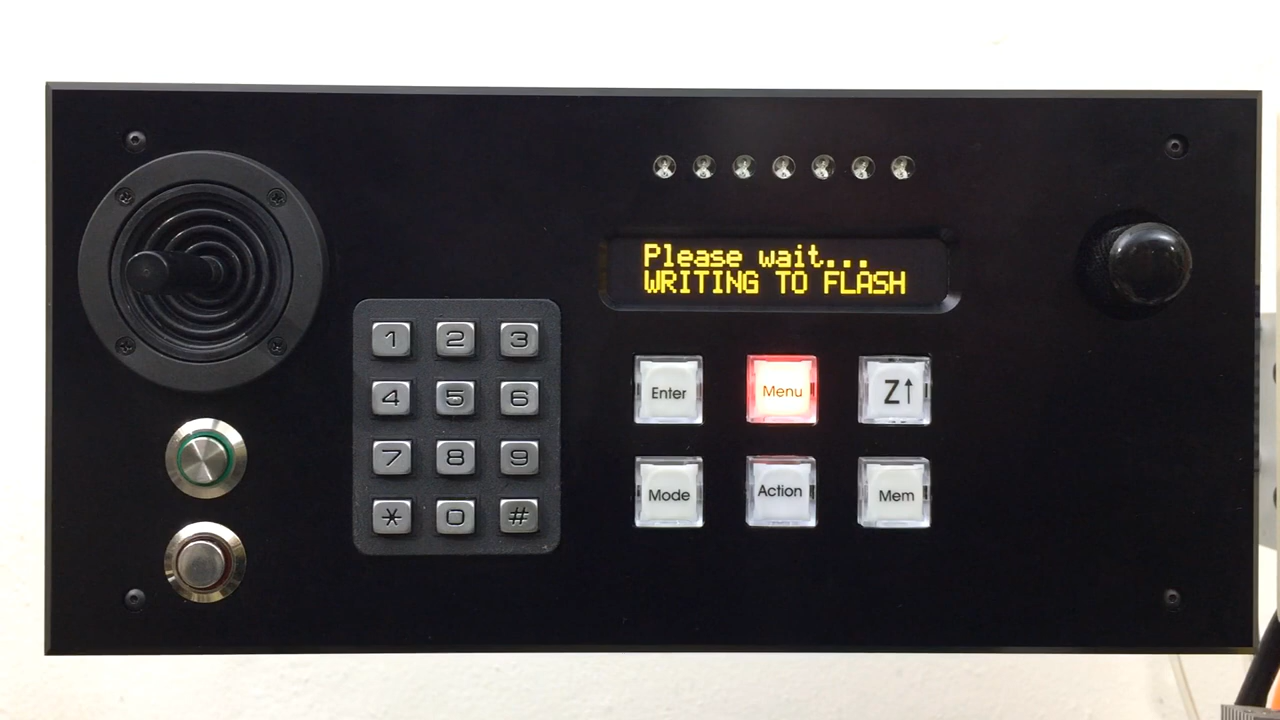 Please wait...
WRITING TO FLASH
1 2 3
4 5 6
7 8 9
* 0 #
Enter Menu Z↑
Mode Action Mem